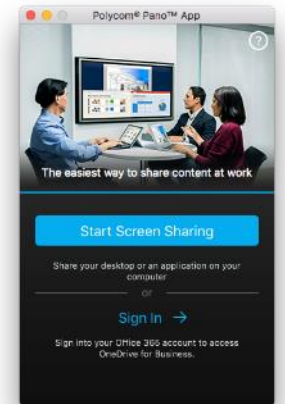 Polycom® Pano™ App
?
The easiest way to share content at work
Start Screen Sharing
Share your desktop or an application on your
computer
or
Sign In →
Sign into your Office 365 account to access
OneDrive for Business.